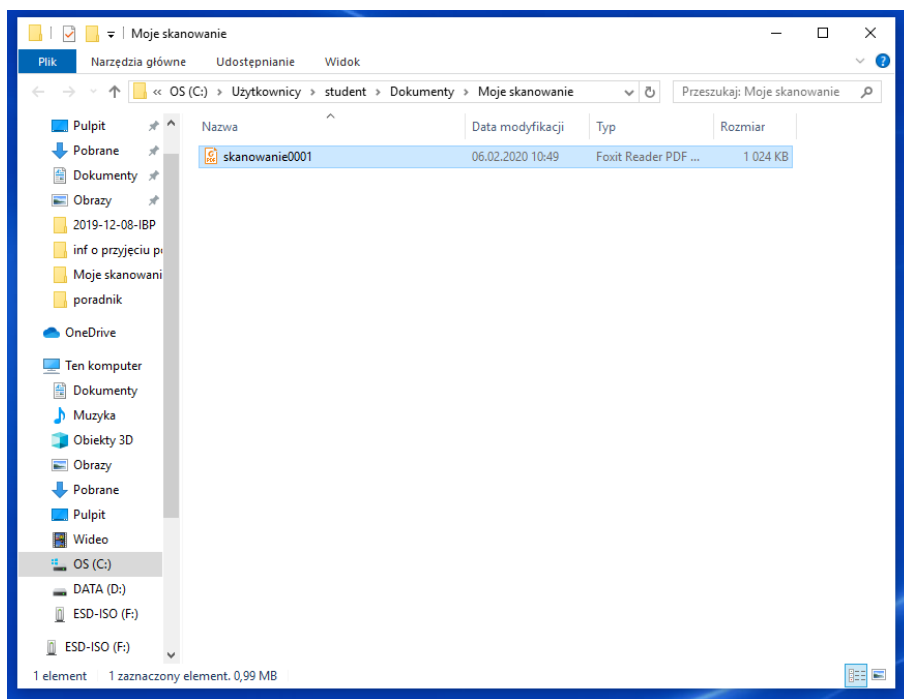 Moje skanowanie
Plik Narzędzia główne Udostępnianie Widok
« OS (C:) > Użytkownicy > student > Dokumenty > Moje skanowanie Przeszukaj: Moje skanowanie
Nazwa Data modyfikacji Typ Rozmiar
skanowanie0001 06.02.2020 10:49 Foxit Reader PDF ... 1 024 KB
Pulpit
Pobrane
Dokumenty
Obrazy
2019-12-08-IBP
inf o przyjęciu
Moje skanowani
poradnik
OneDrive
Ten komputer
Dokumenty
Muzyka
Obiekty 3D
Obrazy
Pobrane
Pulpit
Wideo
OS (C:)
DATA (D:)
ESD-ISO (F:)
ESD-ISO (F:)
1 element 1 zaznaczony element. 0,99 MB